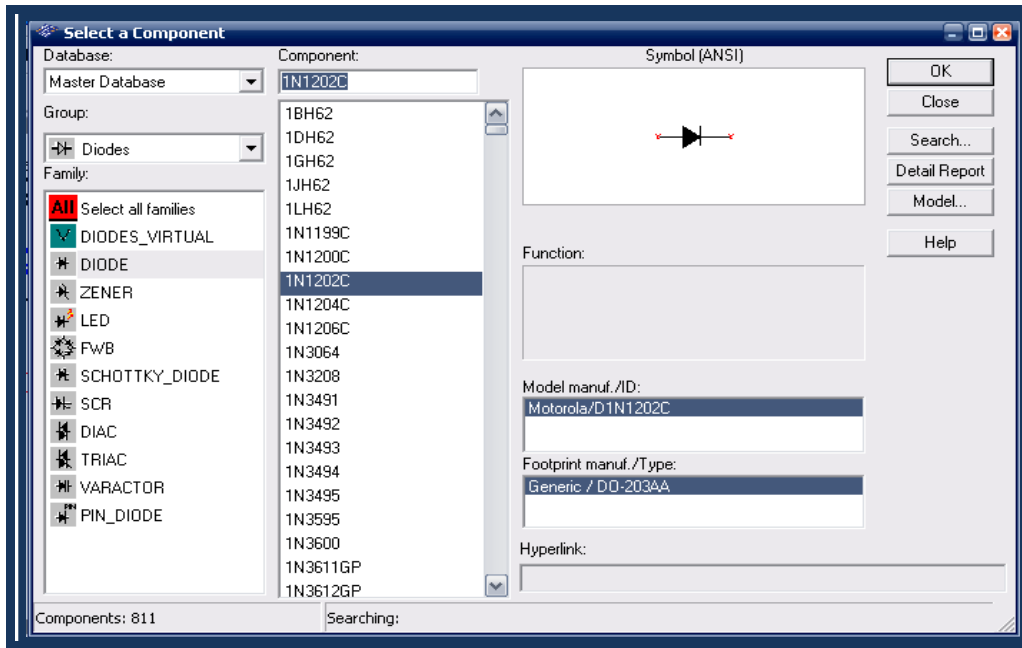 Select a Component
Database:
Master Database
Group:
Diodes
Family:
All Select all families
DIODES_VIRTUAL
DIODE
ZENER
LED
FWB
SCHOTTKY_DIODE
SCR
DIAC
TRIAC
VARACTOR
PIN_DIODE
Component:
1N1202C
1BH62
1DH62
1GH62
1JH62
1LH62
1N1199C
1N1200C
1N1202C
1N1204C
1N1206C
1N3064
1N3208
1N3491
1N3492
1N3493
1N3494
1N3495
1N3595
1N3600
1N3611GP
1N3612GP
Symbol (ANSI)
Function:
Model manuf./ID:
Motorola/D1N1202C
Footprint manuf./Type:
Generic / DO-203AA
Hyperlink:
OK
Close
Search...
Detail Report
Model...
Help
Components: 811
Searching: